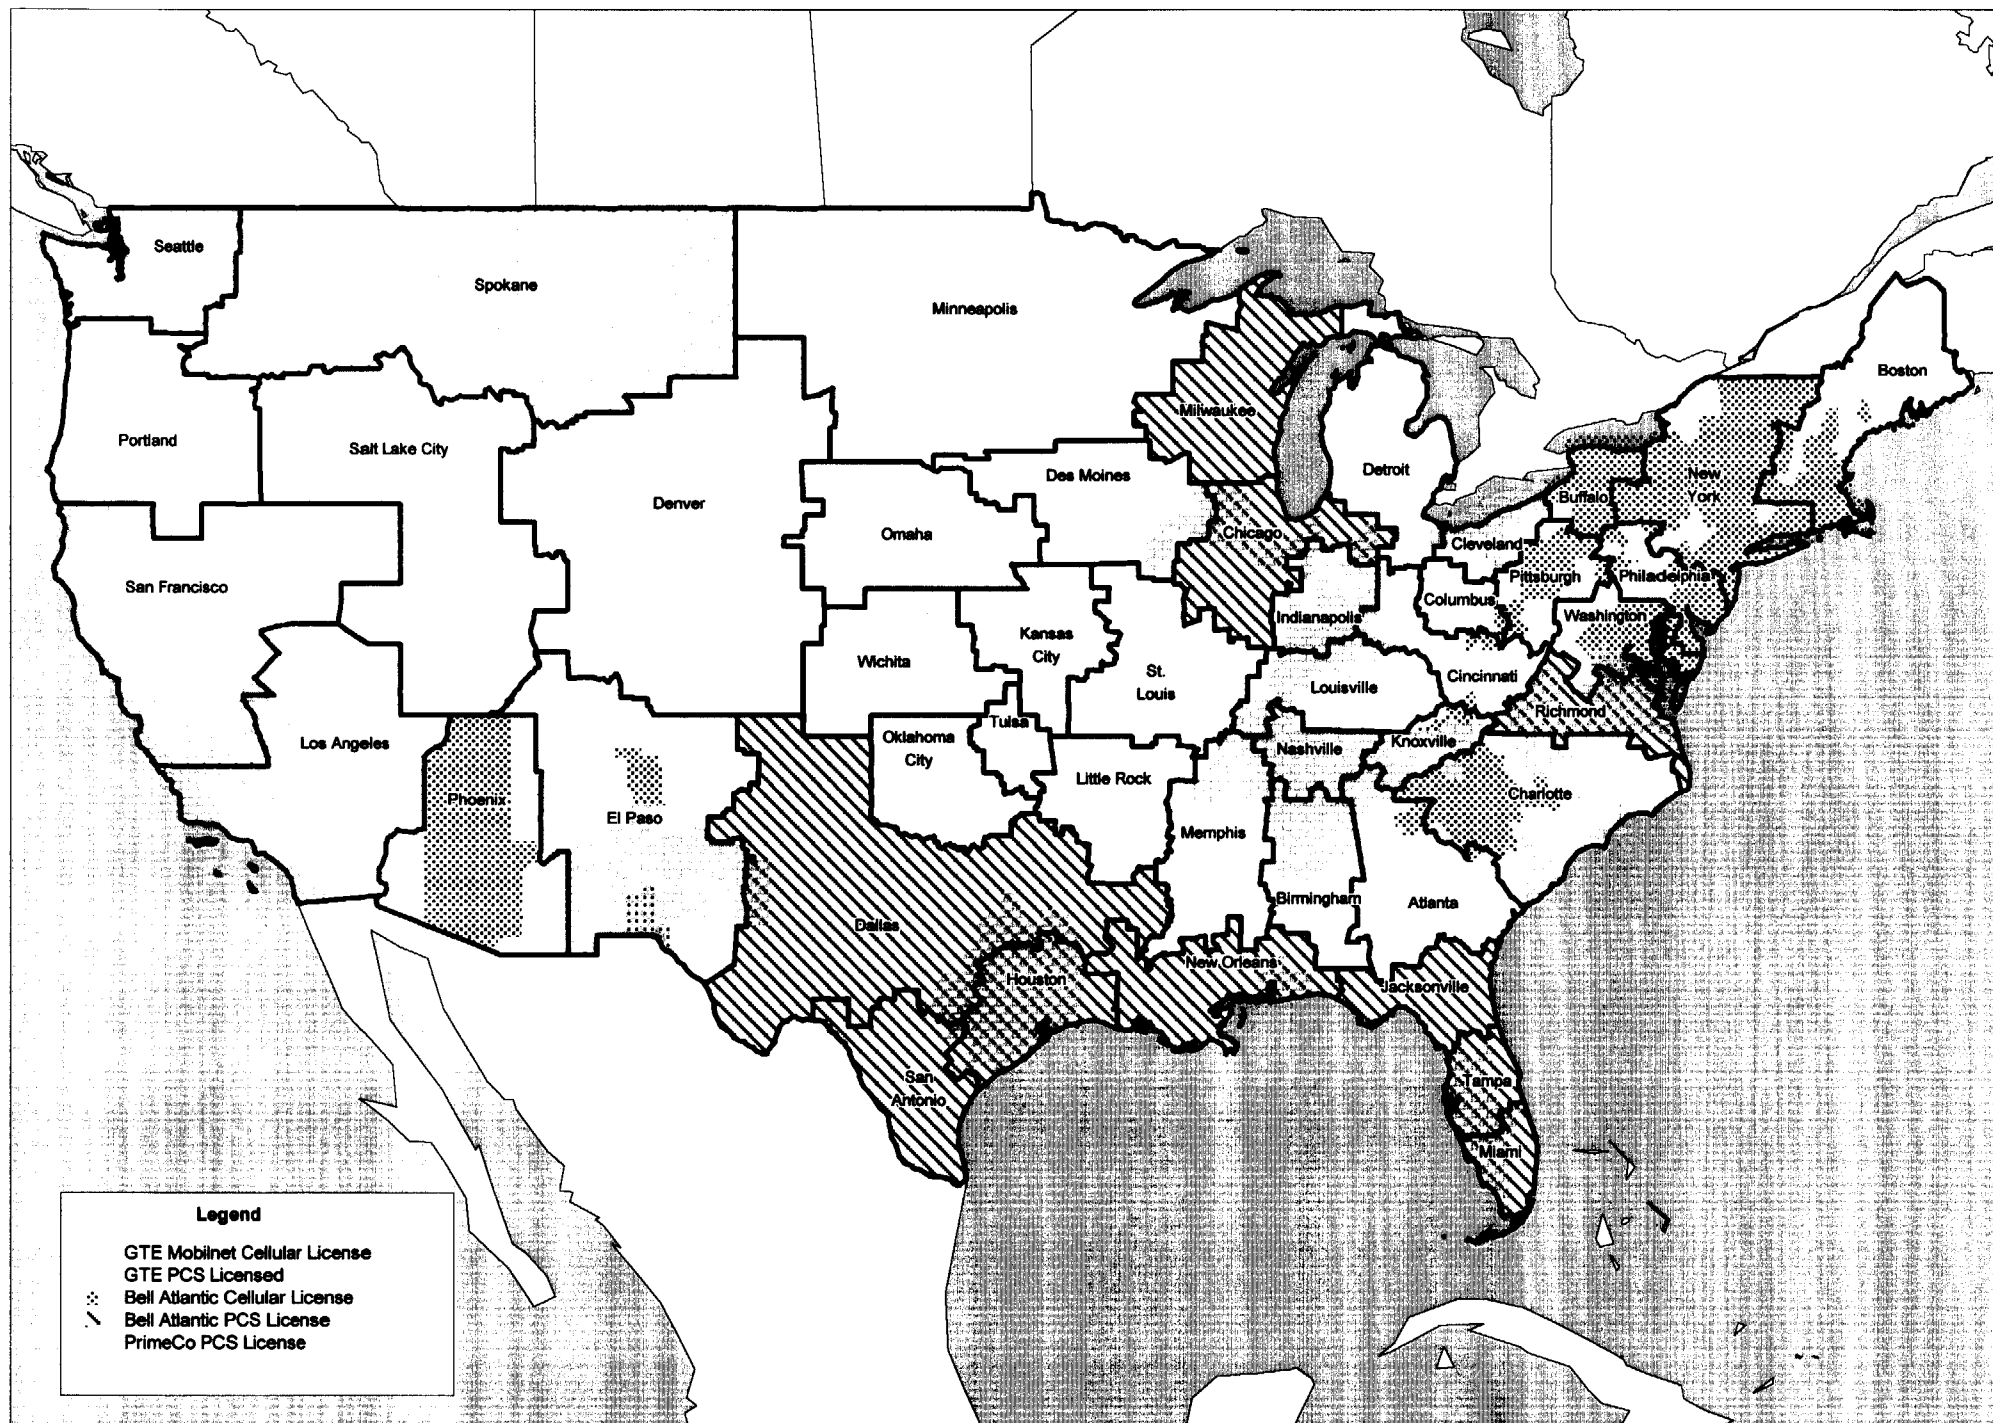 Seattle
Spokane
Minneapolis
Boston
Portland
Salt Lake City
Milwaukee
Detroit
Des Moines
Denver
New
York
Buffalo
Omaha
Chicago
Cleveland
San Francisco
Pittsburgh
Philadelphia
Columbus
Indianapolis
Washington
Kansas
City
Wichita
St.
Louis
Louisville
Cincinnati
Richmond
Tulsa
Los Angeles
Oklahoma
City
Nashville
Knoxville
Little Rock
Phoenix
El Paso
Charlotte
Memphis
Birmingham
Atlanta
Dallas
New Orleans
Houston
Jacksonville
San
Antonio
Tampa
Miami
Legend
GTE Mobilnet Cellular License
GTE PCS Licensed
Bell Atlantic Cellular License
Bell Atlantic PCS License
PrimeCo PCS License